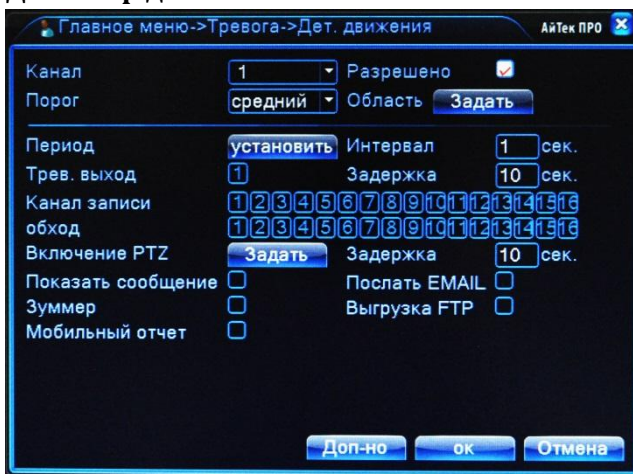 Главное меню->Тревога->Дет. движения АйТек ПРО
Канал 1 Разрешено
Порог средний Область Задать
Период установить Интервал 1 сек.
Трев. выход 1 Задержка 10 сек.
Канал записи 1 2 3 4 5 6 7 8 9 10 11 12 13 14 15 16
обход 1 2 3 4 5 6 7 8 9 10 11 12 13 14 15 16
Включение PTZ Задать Задержка 10 сек.
Показать сообщение Послать EMAIL
Зуммер Выгрузка FTP
Мобильный отчет
Доп-но ок Отмена